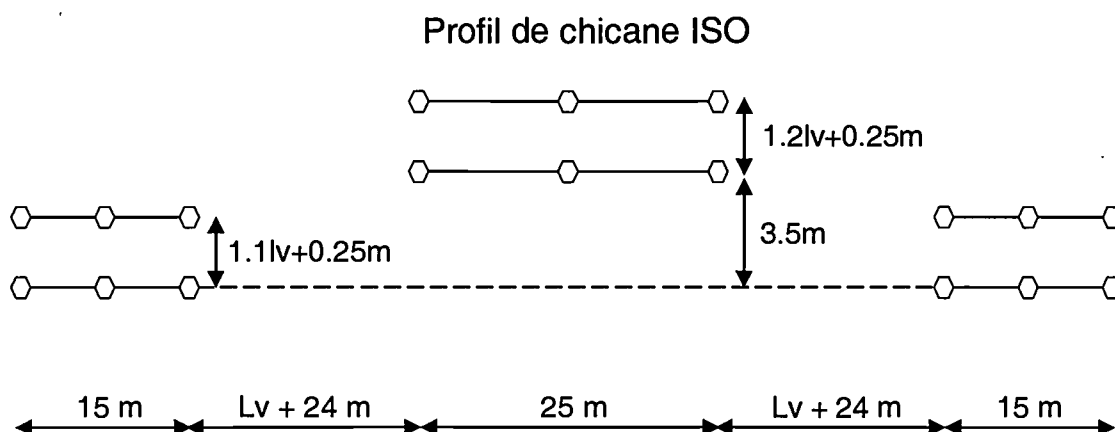 Profil de chicane ISO
1.2lv+0.25m
1.1lv+0.25m
3.5m
15 m
Lv + 24 m
25 m
Lv + 24 m
15 m